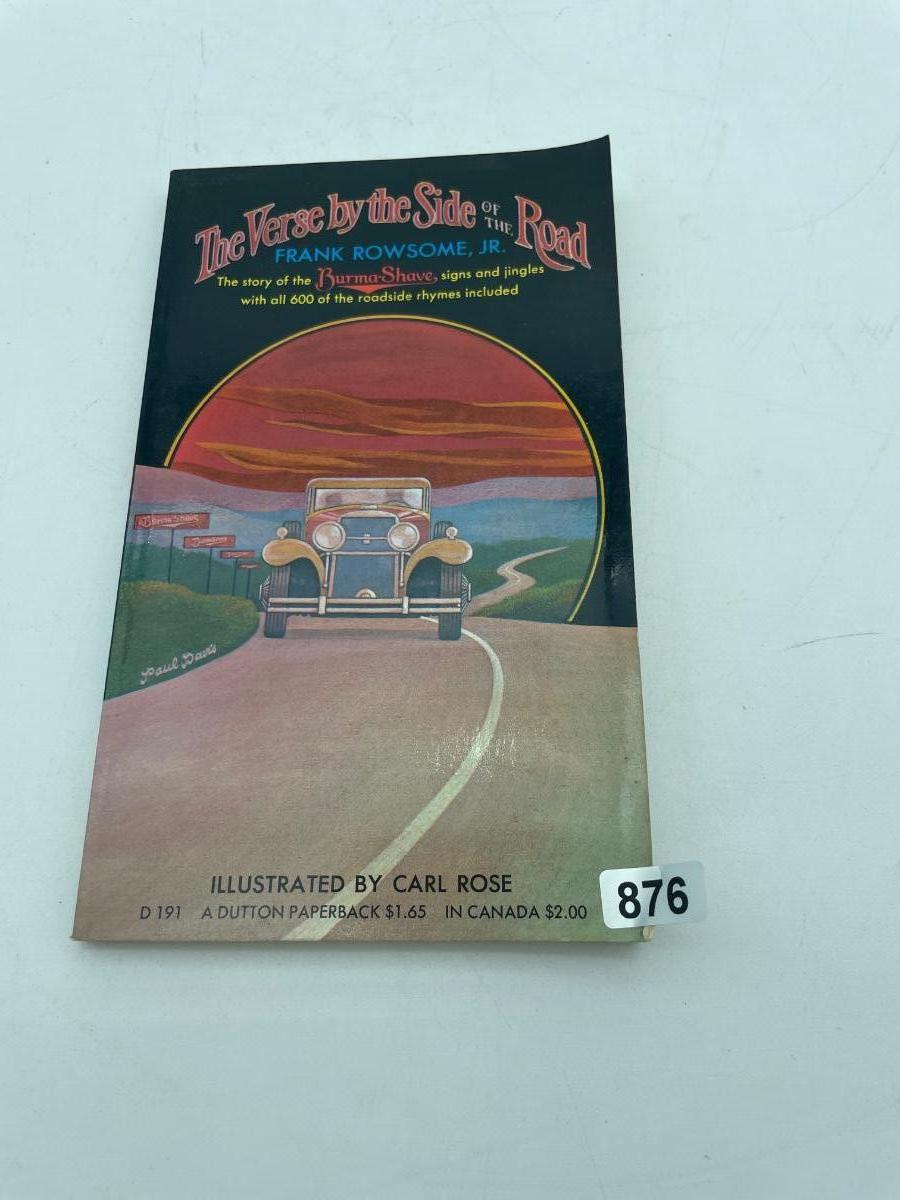 The Verse by the Side OF THE Road
FRANK ROWSOME, JR.
The story of the Burma-Shave, signs and jingles
with all 600 of the roadside rhymes included
Burma-Shave
Paul Davis
ILLUSTRATED BY CARL ROSE
D 191 A DUTTON PAPERBACK $1.65 IN CANADA $2.00
876